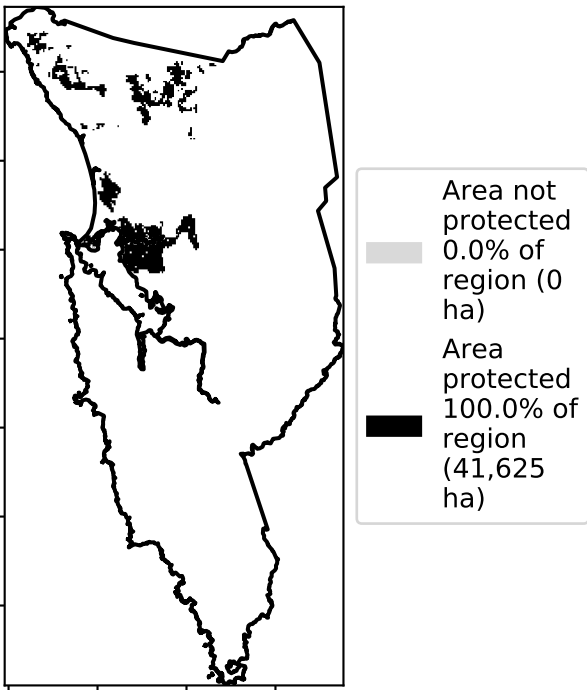 Area not
protected
0.0% of
region (0
ha)
Area
protected
100.0% of
region
(41,625
ha)